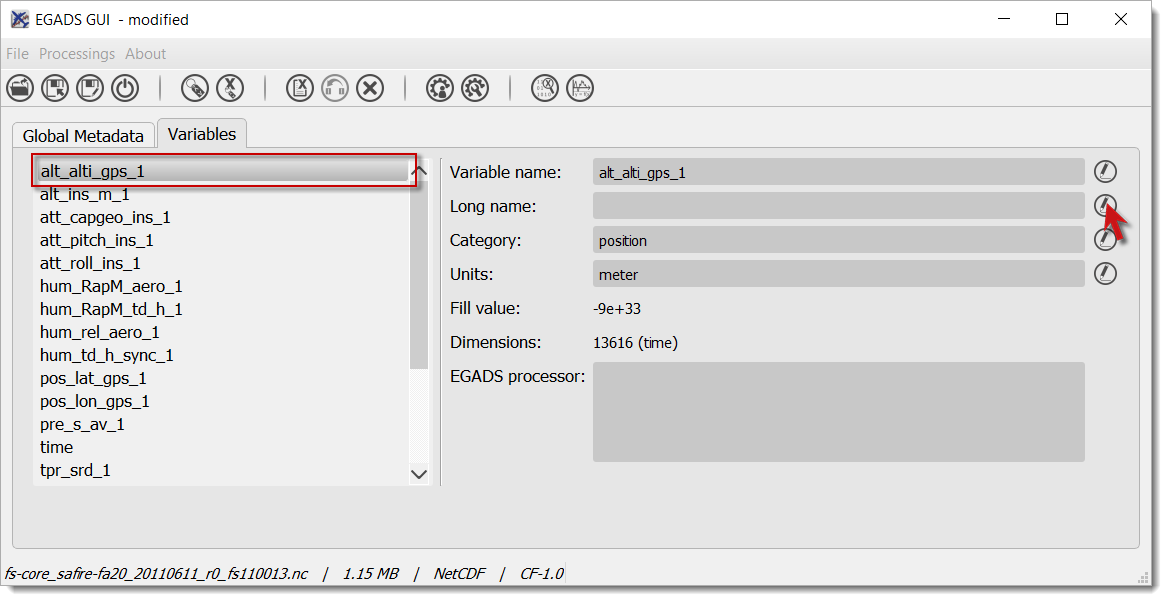 EGADS GUI - modified
File Processings About
Global Metadata Variables
alt_alti_gps_1
alt_ins_m_1
att_capgeo_ins_1
att_pitch_ins_1
att_roll_ins_1
hum_RapM_aero_1
hum_RapM_td_h_1
hum_rel_aero_1
hum_td_h_sync_1
pos_lat_gps_1
pos_lon_gps_1
pre_s_av_1
time
tpr_srd_1
Variable name: alt_alti_gps_1
Long name:
Category: position
Units: meter
Fill value: -9e+33
Dimensions: 13616 (time)
EGADS processor:
fs-core_safire-fa20_20110611_r0_fs110013.nc | 1.15 MB | NetCDF | CF-1.0